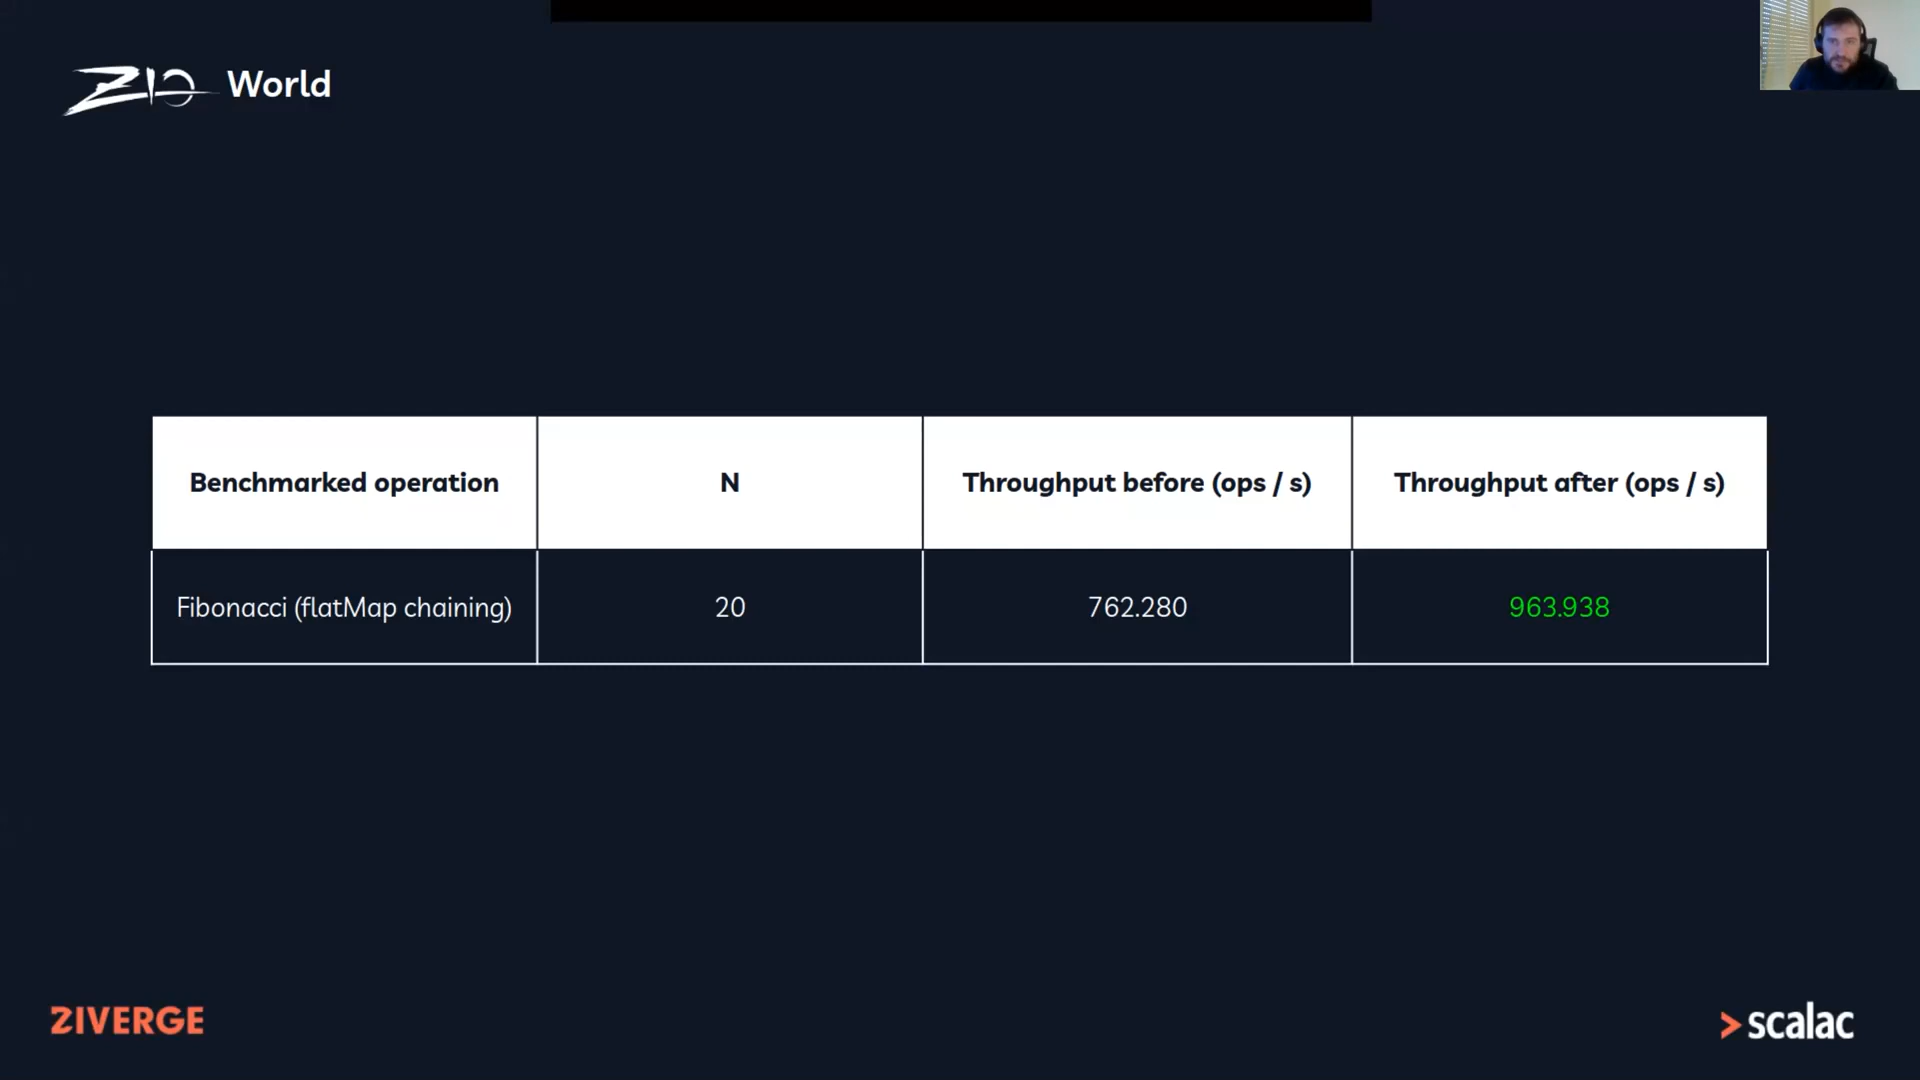 ZIO World
Benchmarked operation
N
Throughput before (ops / s)
Throughput after (ops / s)
Fibonacci (flatMap chaining)
20
762.280
963.938
ZIVERGE
scalac